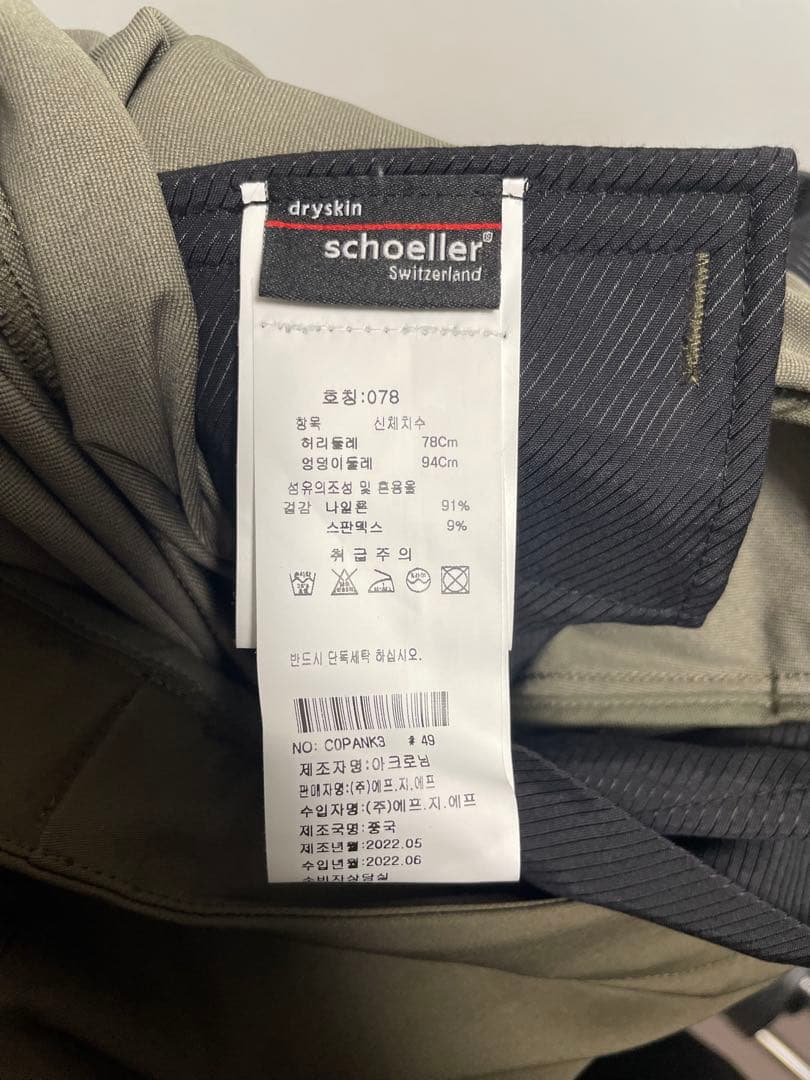 dryskin
schoeller®
Switzerland
호칭:078
항목 신체치수
허리둘레 78Cm
엉덩이둘레 94Cm
섬유의조성 및 혼용율
겉감 나일론 91%
스판덱스 9%
취급주의
반드시 단독세탁 하십시오.
NO: COPANK3 # 49
제조자명:아크로님
판매자명:(주)에프.지.에프
수입자명:(주)에프.지.에프
제조국명:중국
제조년월:2022.05
수입년월:2022.06